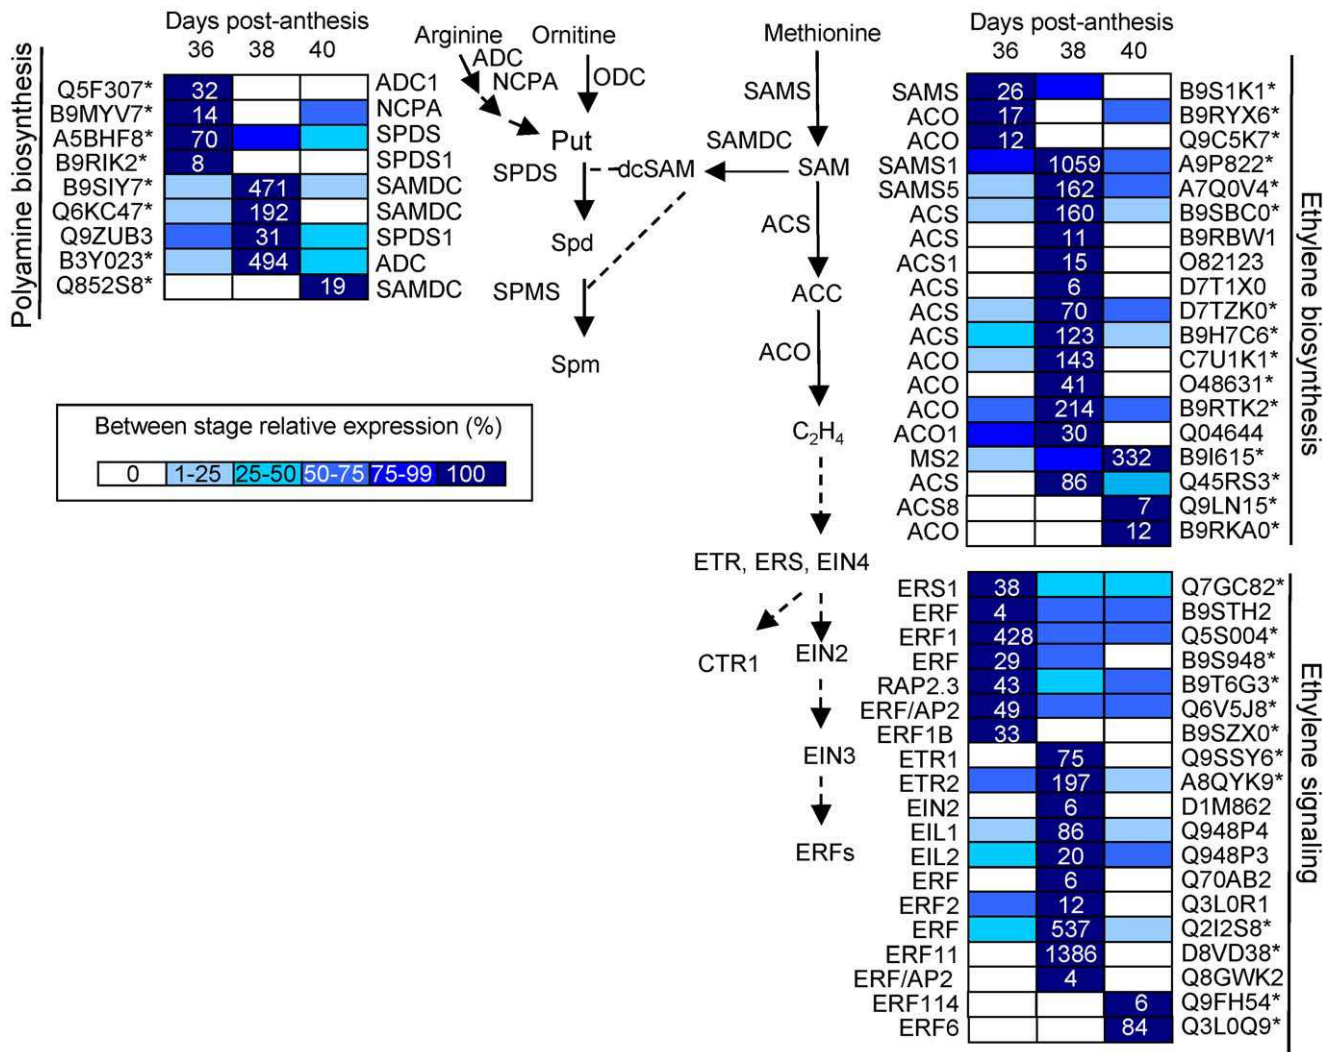 Polyamine biosynthesis
Days post-anthesis
36 38 40
Q5F307* 32 ADC1
B9MYV7* 14 NCPA
A5BHF8* 70 SPDS
B9RIK2* 8 SPDS1
B9SIY7* 471 SAMDC
Q6KC47* 192 SAMDC
Q9ZUB3 31 SPDS1
B3Y023* 494 ADC
Q852S8* 19 SAMDC
Between stage relative expression (%)
0 1-25 25-50 50-75 75-99 100
Arginine Ornitine Methionine
ADC
NCPA
ODC
SAMS
Put
SAMDC
SPDS dcSAM SAM
ACS
Spd
SPMS ACC
ACO
Spm
C2H4
ETR, ERS, EIN4
CTR1 EIN2
EIN3
ERFs
Days post-anthesis
36 38 40
SAMS 26 B9S1K1*
ACO 17 B9RYX6*
ACO 12 Q9C5K7*
SAMS1 1059 A9P822*
SAMS5 162 A7Q0V4*
ACS 160 B9SBC0*
ACS 11 B9RBW1
ACS1 15 O82123
ACS 6 D7T1X0
ACS 70 D7TZK0*
ACS 123 B9H7C6*
ACO 143 C7U1K1*
ACO 41 O48631*
ACO 214 B9RTK2*
ACO1 30 Q04644
MS2 332 B9I615*
ACS 86 Q45RS3*
ACS8 7 Q9LN15*
ACO 12 B9RKA0*
Ethylene biosynthesis
ERS1 38 Q7GC82*
ERF 4 B9STH2
ERF1 428 Q5S004*
ERF 29 B9S948*
RAP2.3 43 B9T6G3*
ERF/AP2 49 Q6V5J8*
ERF1B 33 B9SZX0*
ETR1 75 Q9SSY6*
ETR2 197 A8QYK9*
EIN2 6 D1M862
EIL1 86 Q948P4
EIL2 20 Q948P3
ERF 6 Q70AB2
ERF2 12 Q3L0R1
ERF 537 Q2I2S8*
ERF11 1386 D8VD38*
ERF/AP2 4 Q8GWK2
ERF114 6 Q9FH54*
ERF6 84 Q3L0Q9*
Ethylene signaling